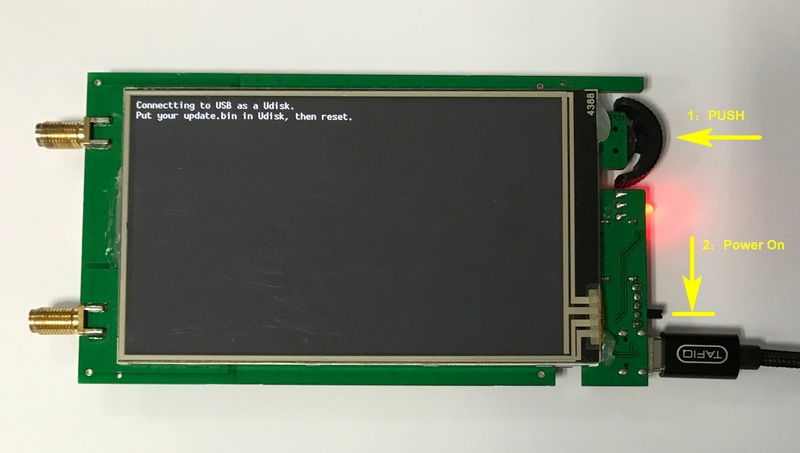 Connectting to USB as a Udisk.
Put your update.bin in Udisk, then reset.
4388
1: PUSH
2: Power On
TAFIQ